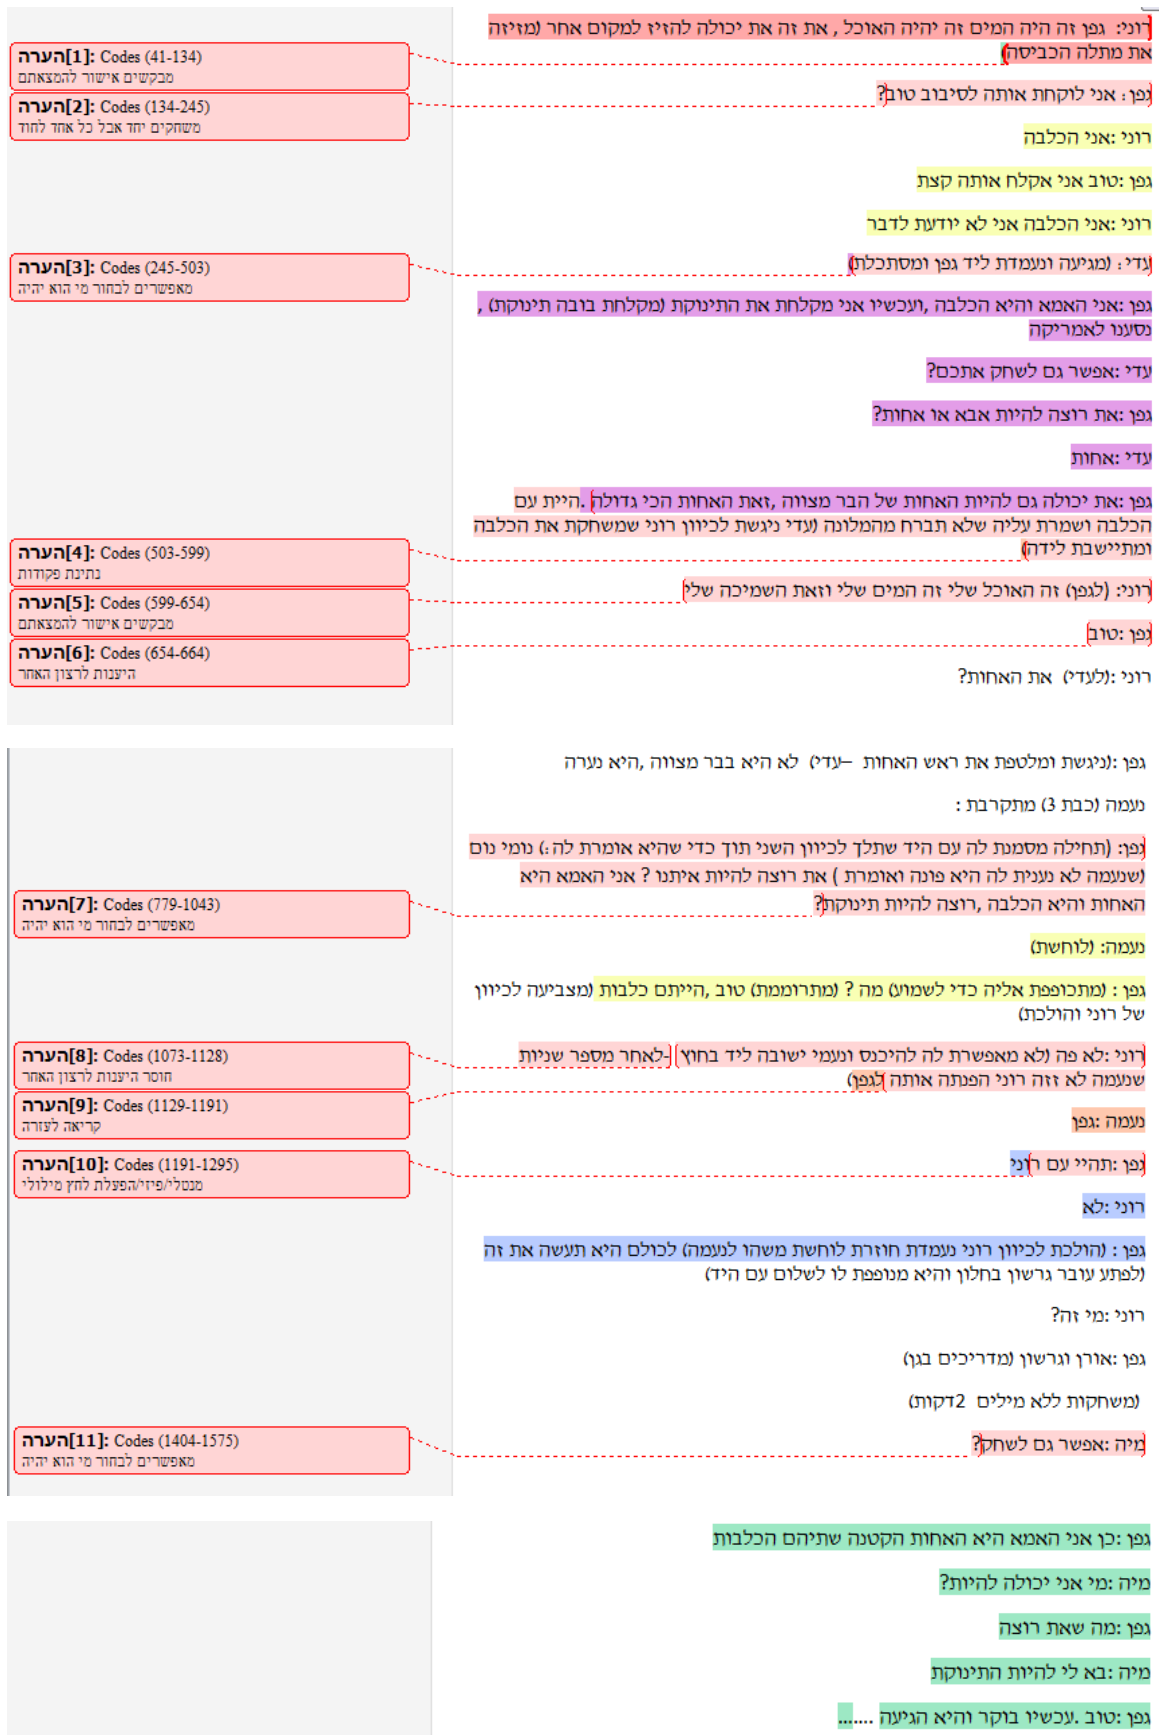 רוני: גפן זה היה המים זה יהיה האוכל , את זה את יכולה להזיז למקום אחר (מזיזה
את מתלה הכביסה)
הערה[1]: Codes (41-134)
מבקשים אישור להמצאתם
גפן: אני לוקחת אותה לסיבוב טוב?
הערה[2]: Codes (134-245)
משחקים יחד אבל כל אחד לחוד
רוני :אני הכלבה
גפן :טוב אני אקלח אותה קצת
רוני :אני הכלבה אני לא יודעת לדבר
עדי: (מגיעה ונעמדת ליד גפן ומסתכלת)
הערה[3]: Codes (245-503)
מאפשרים לבחור מי הוא יהיה
גפן :אני האמא והיא הכלבה ,ועכשיו אני מקלחת את התינוקת (מקלחת בובה תינוקת) ,
נסענו לאמריקה
עדי :אפשר גם לשחק אתכם?
גפן :את רוצה להיות אבא או אחות?
עדי :אחות
גפן :את יכולה גם להיות האחות של הבר מצווה ,זאת האחות הכי גדולה .היית עם
הכלבה ושמרת עליה שלא תברח מהמלונה (עדי ניגשת לכיוון רוני שמשחקת את הכלבה
ומתיישבת לידה)
הערה[4]: Codes (503-599)
נתינת פקודות
רוני: (לגפן) זה האוכל שלי זה המים שלי וזאת השמיכה שלי
הערה[5]: Codes (599-654)
מבקשים אישור להמצאתם
גפן :טוב
הערה[6]: Codes (654-664)
היענות לרצון האחר
רוני :(לעדי) את האחות?
גפן :(ניגשת ומלטפת את ראש האחות –עדי) לא היא בבר מצווה ,היא נערה
נעמה (כבת 3) מתקרבת :
גפן: (תחילה מסמנת לה עם היד שתלך לכיוון השני תוך כדי שהיא אומרת לה:) נומי נום
(שנעמה לא נענית לה היא פונה ואומרת ) את רוצה להיות איתנו ? אני האמא היא
האחות והיא הכלבה ,רוצה להיות תינוקת?
הערה[7]: Codes (779-1043)
מאפשרים לבחור מי הוא יהיה
נעמה: (לוחשת)
גפן : (מתכופפת אליה כדי לשמוע) מה ? (מתרוממת) טוב ,הייתם כלבות (מצביעה לכיוון
של רוני והולכת)
רוני :לא פה (לא מאפשרת לה להיכנס ונעמי ישובה ליד בחוץ) -לאחר מספר שניות
שנעמה לא זזה רוני הפנתה אותה לגפן)
הערה[8]: Codes (1073-1128)
חוסר היענות לרצון האחר
הערה[9]: Codes (1129-1191)
קריאה לעזרה
נעמה :גפן
גפן :תהיי עם רוני
הערה[10]: Codes (1191-1295)
מנטלי/פיזי/הפעלת לחץ מילולי
רוני :לא
גפן : (הולכת לכיוון רוני נעמדת חוזרת לוחשת משהו לנעמה) לכולם היא תעשה את זה
(לפתע עובר גרשון בחלון והיא מנופפת לו לשלום עם היד)
רוני :מי זה?
גפן :אורן וגרשון (מדריכים בגן)
(משחקות ללא מילים 2דקות)
מיה :אפשר גם לשחק?
הערה[11]: Codes (1404-1575)
מאפשרים לבחור מי הוא יהיה
גפן :כן אני האמא היא האחות הקטנה שתיהם הכלבות
מיה :מי אני יכולה להיות?
גפן :מה שאת רוצה
מיה :בא לי להיות התינוקת
גפן :טוב .עכשיו בוקר והיא הגיעה .......